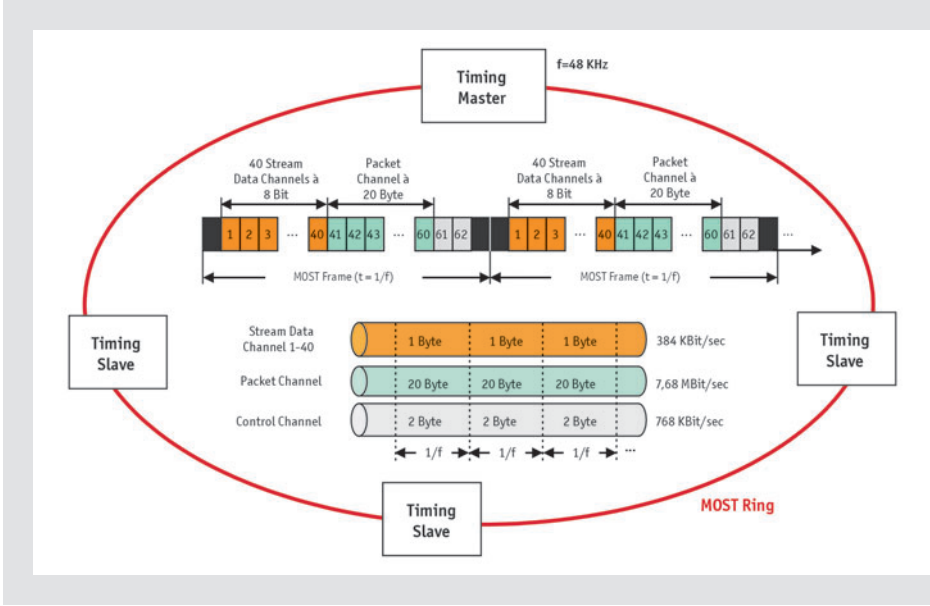 Timing
Master
f=48 KHz
40 Stream
Data Channels à
8 Bit
Packet
Channel à
20 Byte
40 Stream
Data Channels à
8 Bit
Packet
Channel à
20 Byte
1 2 3 ... 40 41 42 43 ... 60 61 62 1 2 3 ... 40 41 42 43 ... 60 61 62 ...
MOST Frame (t = 1/f) MOST Frame (t = 1/f)
...
Timing
Slave
Timing
Slave
Stream Data
Channel 1-40
1 Byte 1 Byte 1 Byte
384 KBit/sec
Packet Channel
20 Byte 20 Byte 20 Byte
7,68 MBit/sec
Control Channel
2 Byte 2 Byte 2 Byte
768 KBit/sec
1/f 1/f 1/f ...
Timing
Slave
MOST Ring